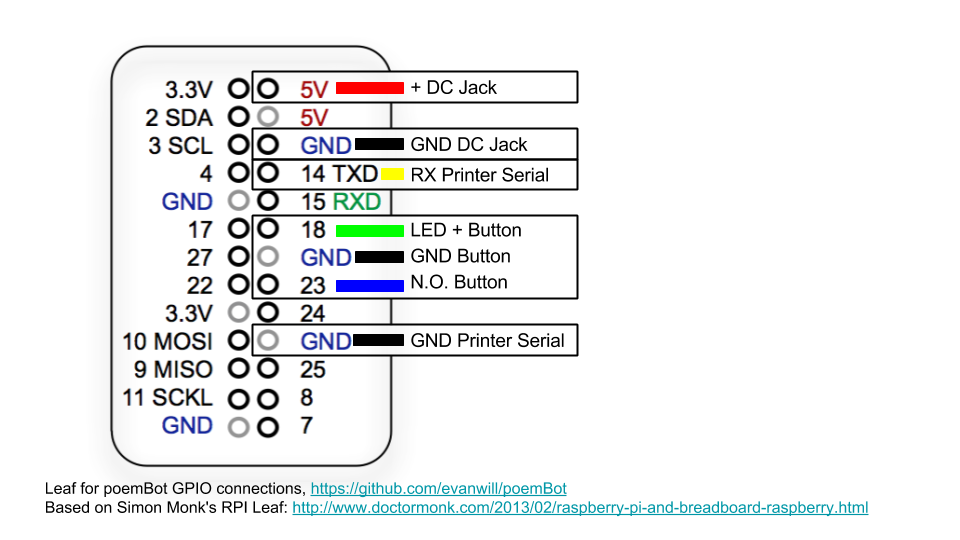 3.3V 5V + DC Jack
2 SDA 5V
3 SCL GND GND DC Jack
4 14 TXD RX Printer Serial
GND 15 RXD
17 18 LED + Button
27 GND GND Button
22 23 N.O. Button
3.3V 24
10 MOSI GND GND Printer Serial
9 MISO 25
11 SCKL 8
GND 7
Leaf for poemBot GPIO connections, https://github.com/evanwill/poemBot
Based on Simon Monk's RPI Leaf: http://www.doctormonk.com/2013/02/raspberry-pi-and-breadboard-raspberry.html